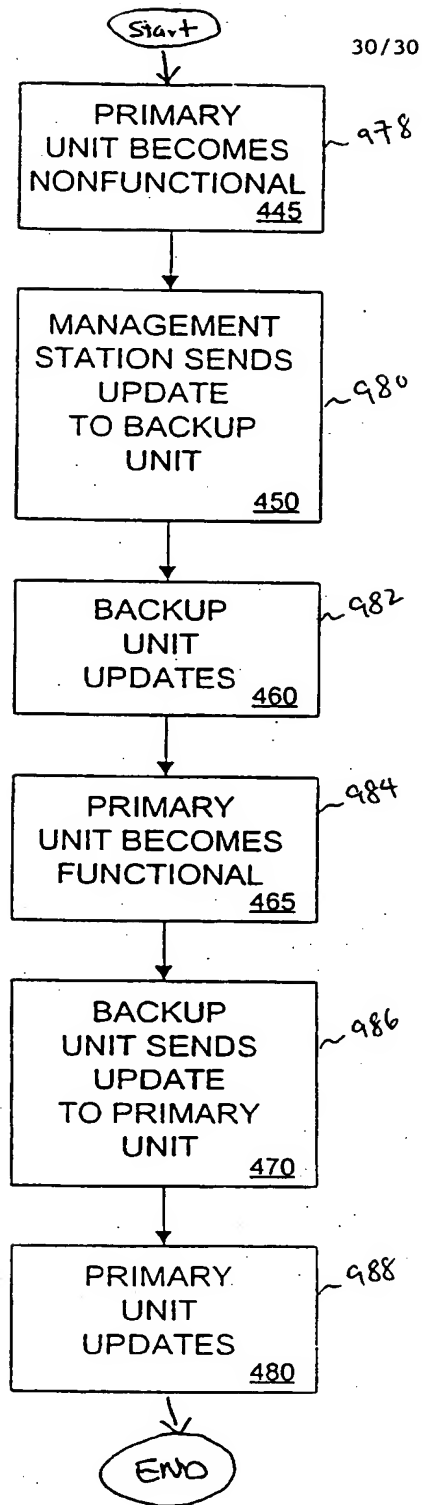 Start
30/30
PRIMARY
UNIT BECOMES
NONFUNCTIONAL
445
978
MANAGEMENT
STATION SENDS
UPDATE
TO BACKUP
UNIT
450
980
BACKUP
UNIT
UPDATES
460
982
PRIMARY
UNIT BECOMES
FUNCTIONAL
465
984
BACKUP
UNIT SENDS
UPDATE
TO PRIMARY
UNIT
470
986
PRIMARY
UNIT
UPDATES
480
988
END